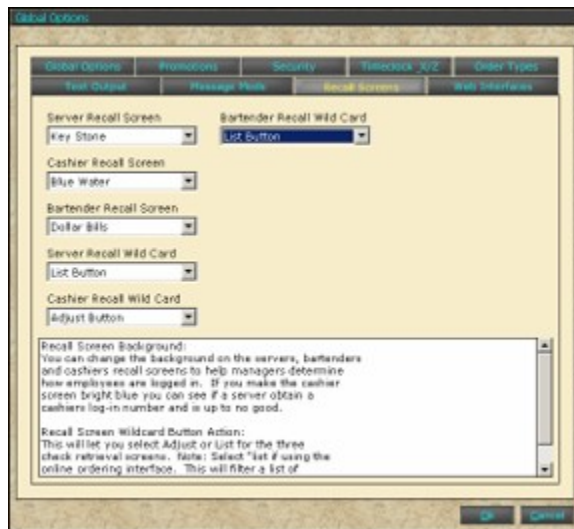 Global Options
Global Options Promotions Security Timeclock X/Z Order Types
Text Output Message Mode Recall Screens Web Interfaces
Server Recall Screen Bartender Recall Wild Card
Key Stone List Button
Cashier Recall Screen
Blue Water
Bartender Recall Screen
Dollar Bills
Server Recall Wild Card
List Button
Cashier Recall Wild Card
Adjust Button
Recall Screen Background:
You can change the background on the servers, bartenders
and cashiers recall screens to help managers determine
how employees are logged in. If you make the cashier
screen bright blue you can see if a server obtain a
cashiers log-in number and is up to no good.
Recall Screen Wildcard Button Action:
This will let you select Adjust or List for the three
check retrieval screens. Note: Select "list if using the
online ordering interface. This will filter a list of
Ok Cancel